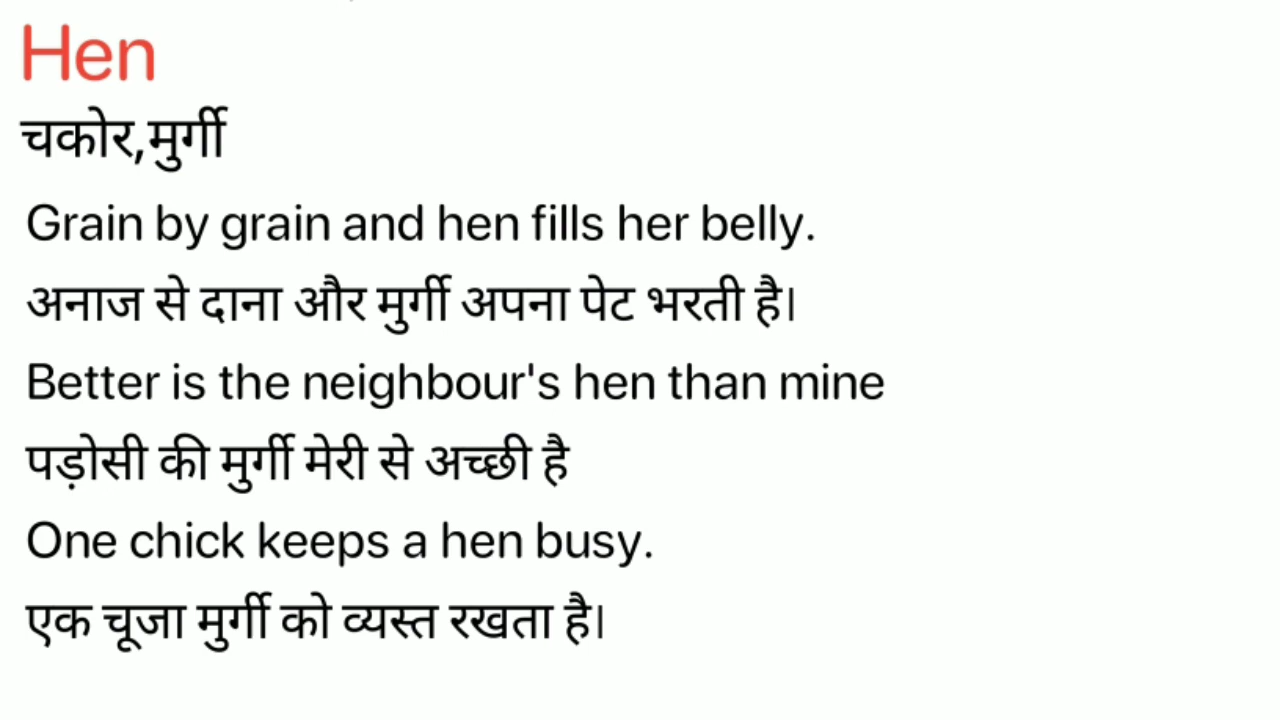 Hen
चकोर,मुर्गी
Grain by grain and hen fills her belly.
अनाज से दाना और मुर्गी अपना पेट भरती है।
Better is the neighbour's hen than mine
पड़ोसी की मुर्गी मेरी से अच्छी है
One chick keeps a hen busy.
एक चूजा मुर्गी को व्यस्त रखता है।